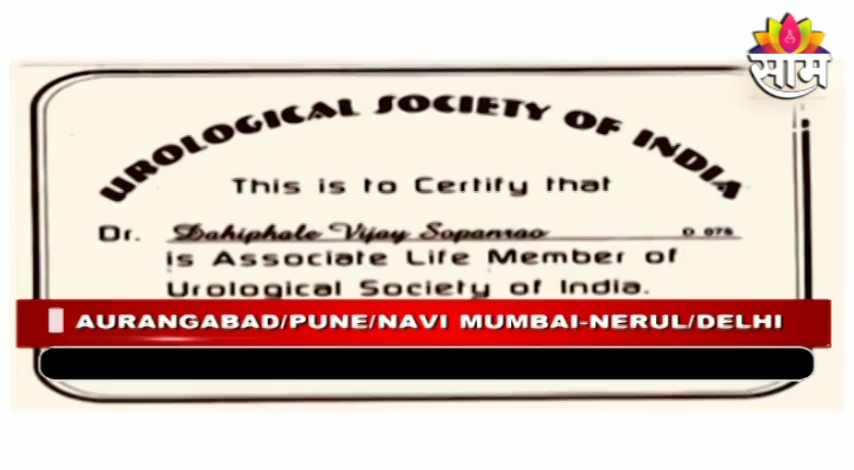 साम
UROLOGICAL SOCIETY OF INDIA
This is to Certify that
Dr. Dahiphale Vijay Sopanrao D 078
is Associate Life Member of
Urological Society of India.
AURANGABAD/PUNE/NAVI MUMBAI-NERUL/DELHI